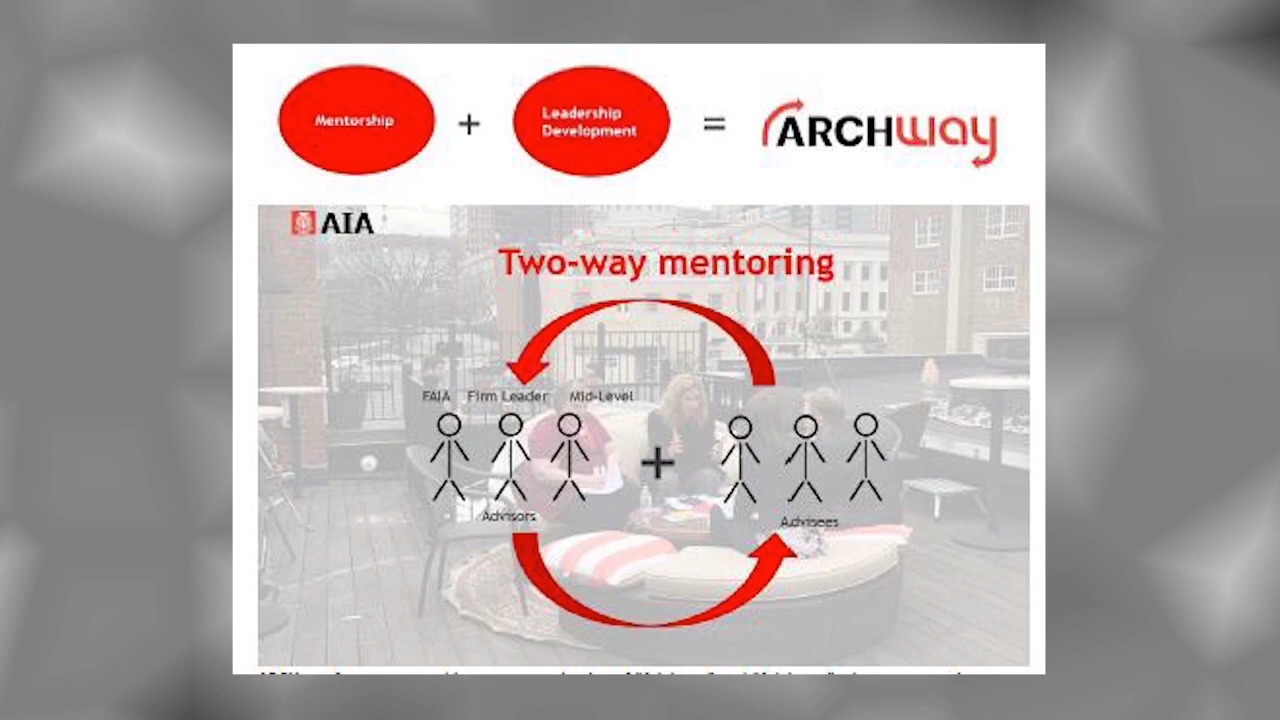 Mentorship + Leadership Development = ARCHway
AIA
Two-way mentoring
FAIA Firm Leader Mid-Level
+
Advisors
Advisees